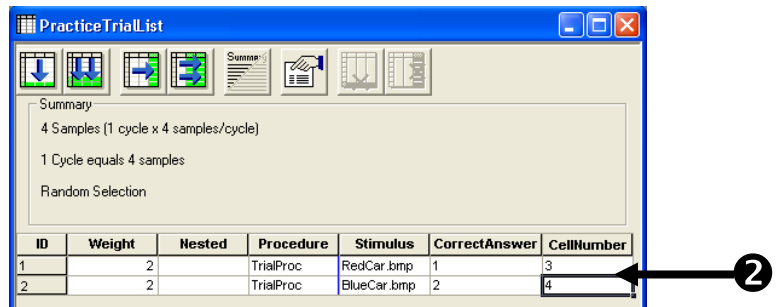 PracticeTrialList
Summary
Summary
4 Samples (1 cycle x 4 samples/cycle)
1 Cycle equals 4 samples
Random Selection
ID Weight Nested Procedure Stimulus CorrectAnswer CellNumber
1 2 TrialProc RedCar.bmp 1 3
2 2 TrialProc BlueCar.bmp 2 4
❷